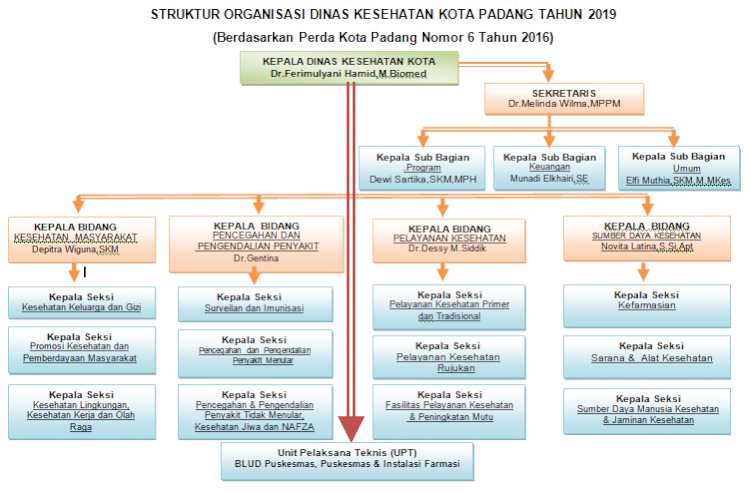 STRUKTUR ORGANISASI DINAS KESEHATAN KOTA PADANG TAHUN 2019
(Berdasarkan Perda Kota Padang Nomor 6 Tahun 2016)
KEPALA DINAS KESEHATAN KOTA
Dr.Ferimulyani Hamid,M.Biomed
SEKRETARIS
Dr.Melinda Wilma,MPPM
Kepala Sub Bagian
Program
Dewi Sartika,SKM,MPH
Kepala Sub Bagian
Keuangan
Munadi Elkhairi,SE
Kepala Sub Bagian
Umum
Elfi Muthia,SKM,M,MKes
KEPALA BIDANG
KESEHATAN MASYARAKAT
Depitra Wiguna,SKM
KEPALA BIDANG
PENCEGAHAN DAN
PENGENDALIAN PENYAKIT
Dr.Gentina
KEPALA BIDANG
PELAYANAN KESEHATAN
Dr.Dessy M.Siddik
KEPALA BIDANG
SUMBER DAYA KESEHATAN
Novita Latina,S,Si,Apt
Kepala Seksi
Kesehatan Keluarga dan Gizi
Kepala Seksi
Surveilan dan Imunisasi
Kepala Seksi
Pelayanan Kesehatan Primer
dan Tradisional
Kepala Seksi
Kefarmasian
Kepala Seksi
Promosi Kesehatan dan
Pemberdayaan Masyarakat
Kepala Seksi
Pencegahan dan Pengendalian
Penyakit Menular
Kepala Seksi
Pelayanan Kesehatan
Rujukan
Kepala Seksi
Sarana & Alat Kesehatan
Kepala Seksi
Kesehatan Lingkungan,
Kesehatan Kerja dan Olah
Raga
Kepala Seksi
Pencegahan & Pengendalian
Penyakit Tidak Menular,
Kesehatan Jiwa dan NAFZA
Kepala Seksi
Fasilitas Pelayanan Kesehatan
& Peningkatan Mutu
Kepala Seksi
Sumber Daya Manusia Kesehatan
& Jaminan Kesehatan
Unit Pelaksana Teknis (UPT)
BLUD Puskesmas, Puskesmas & Instalasi Farmasi